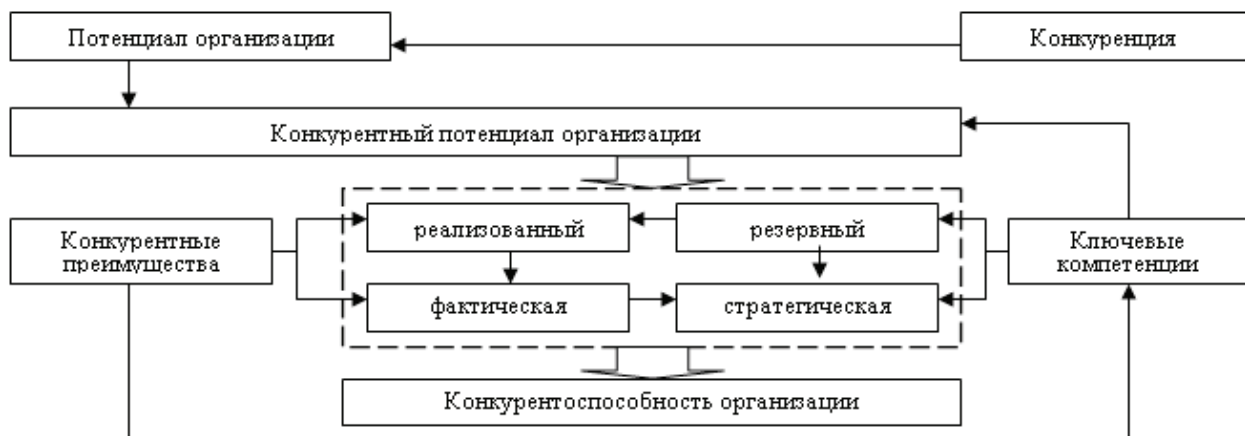 Потенциал организации
Конкуренция
Конкурентный потенциал организации
реализованный
резервный
Конкурентные
преимущества
Ключевые
компетенции
фактическая
стратегическая
Конкурентоспособность организации